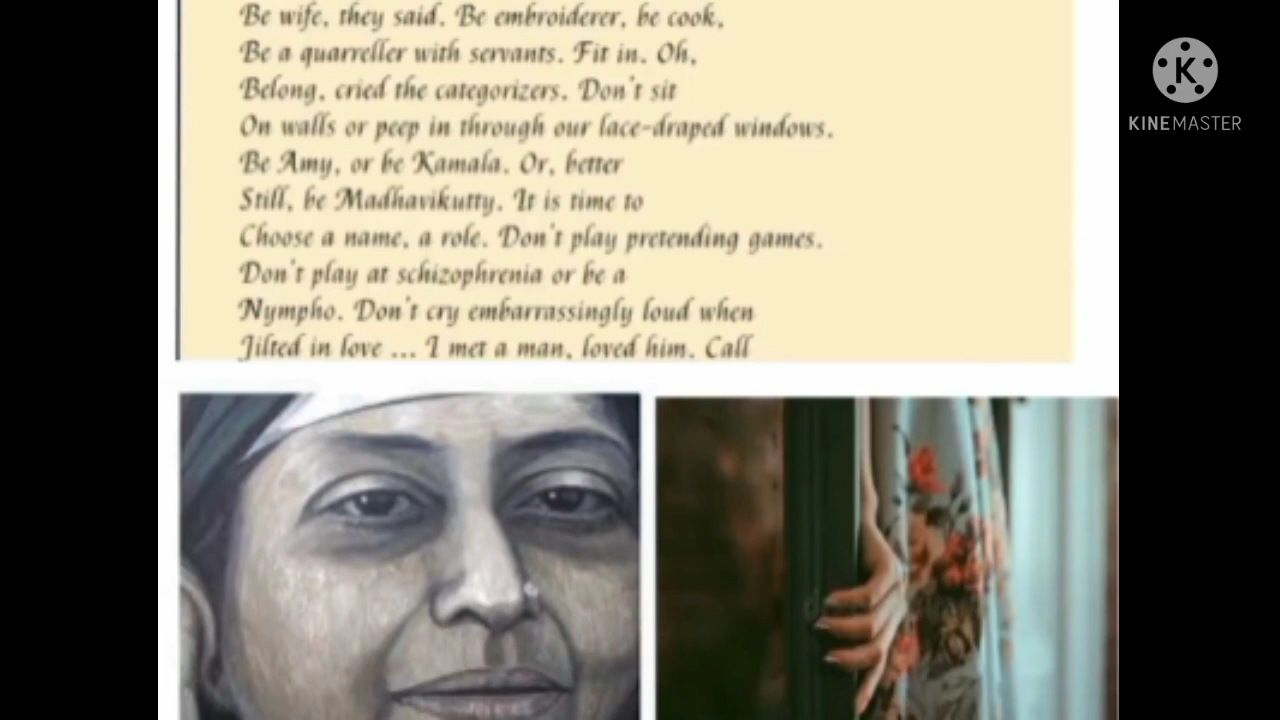 Be wife, they said. Be embroiderer, be cook,
Be a quarreller with servants. Fit in. Oh,
Belong, cried the categorizers. Don't sit
On walls or peep in through our lace-draped windows.
Be Amy, or be Kamala. Or, better
Still, be Madhavikutty. It is time to
Choose a name, a role. Don't play pretending games.
Don't play at schizophrenia or be a
Nympho. Don't cry embarrassingly loud when
Jilted in love ... I met a man, loved him. Call
K
KINEMASTER